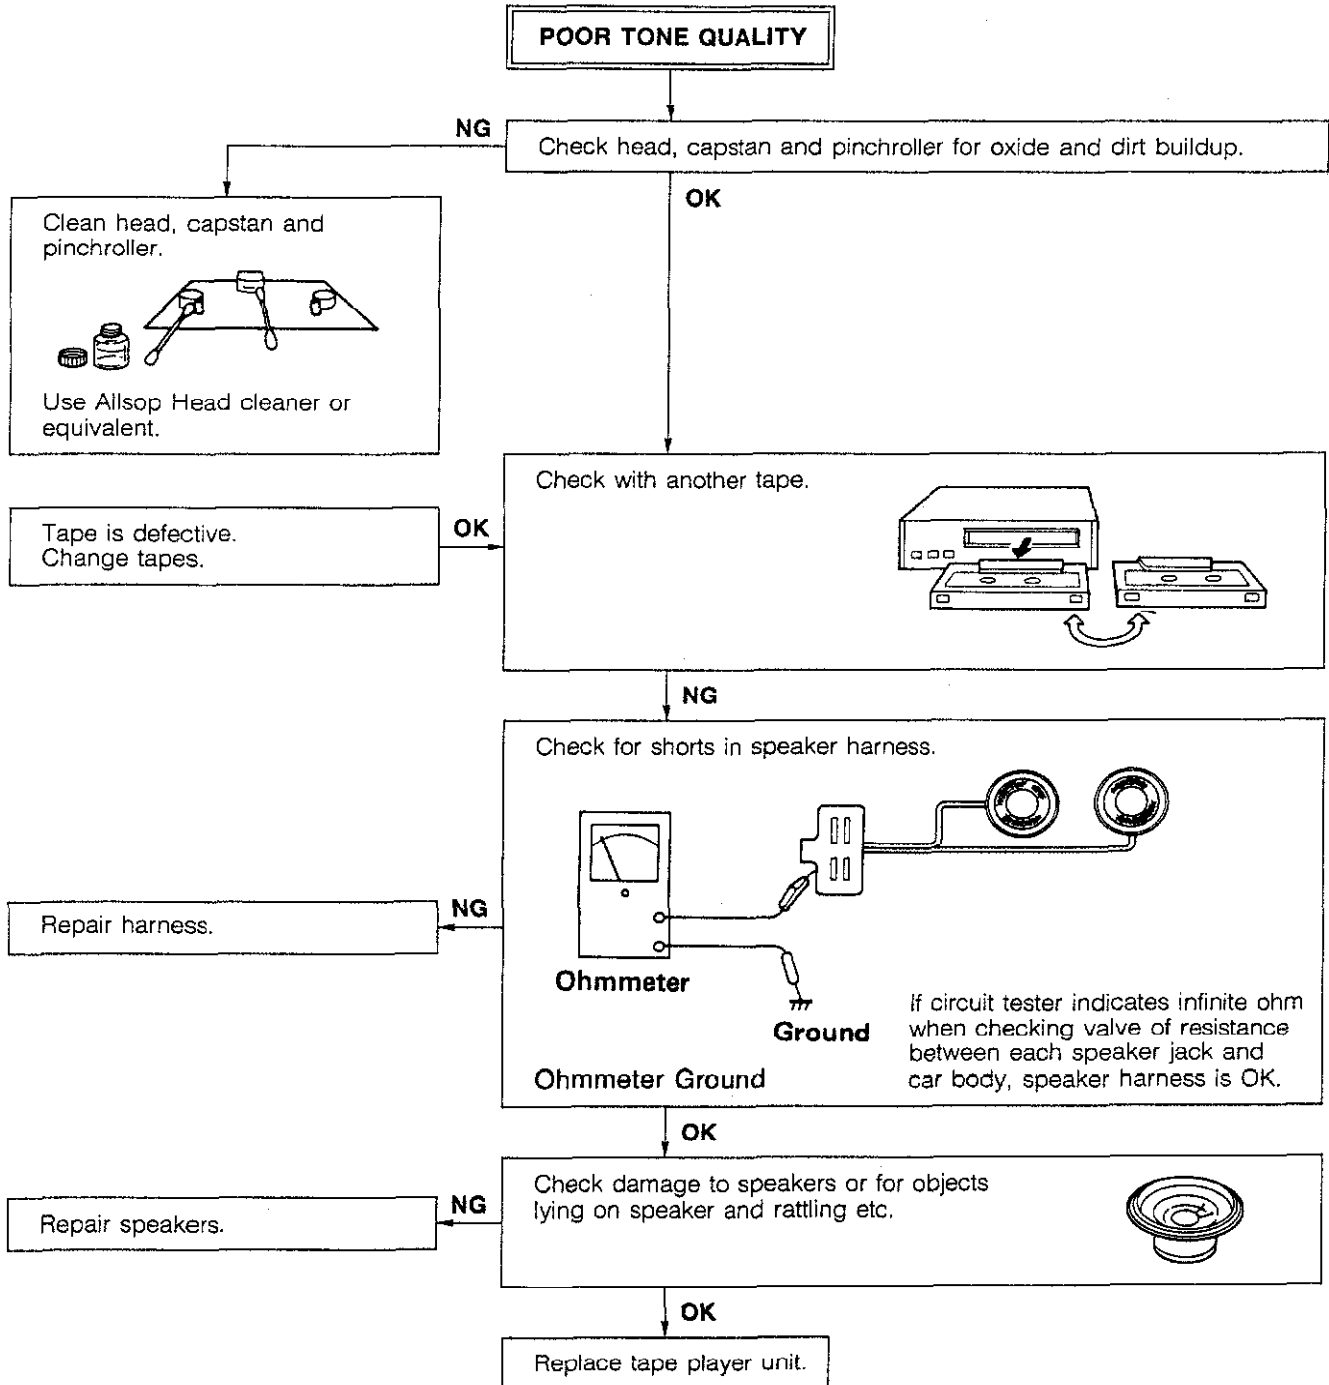 POOR TONE QUALITY
NG
Check head, capstan and pinchroller for oxide and dirt buildup.
OK
Clean head, capstan and
pinchroller.
Use Allsop Head cleaner or
equivalent.
Check with another tape.
Tape is defective.
Change tapes.
OK
NG
Check for shorts in speaker harness.
Repair harness.
NG
Ohmmeter
Ground
Ohmmeter Ground
If circuit tester indicates infinite ohm
when checking valve of resistance
between each speaker jack and
car body, speaker harness is OK.
OK
Check damage to speakers or for objects
lying on speaker and rattling etc.
Repair speakers.
NG
OK
Replace tape player unit.